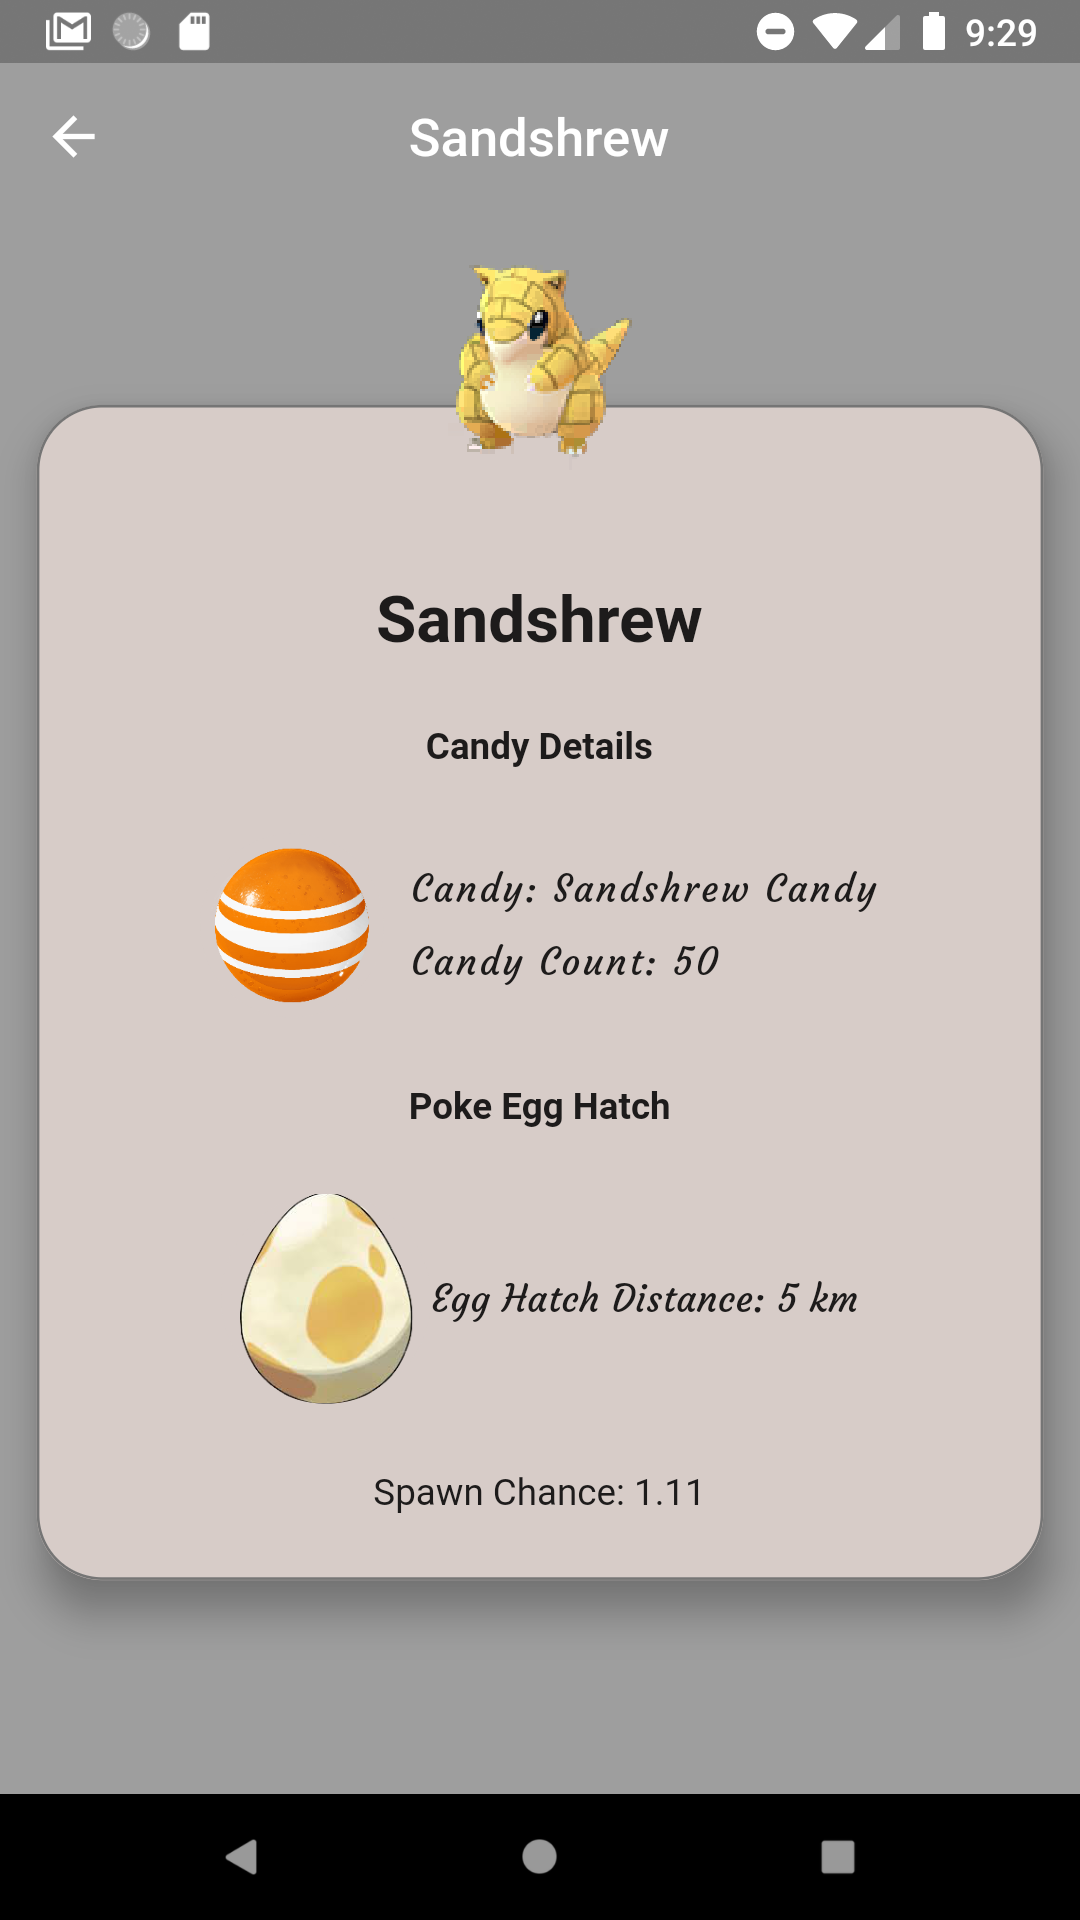 9:29
Sandshrew
Sandshrew
Candy Details
Candy: Sandshrew Candy
Candy Count: 50
Poke Egg Hatch
Egg Hatch Distance: 5 km
Spawn Chance: 1.11